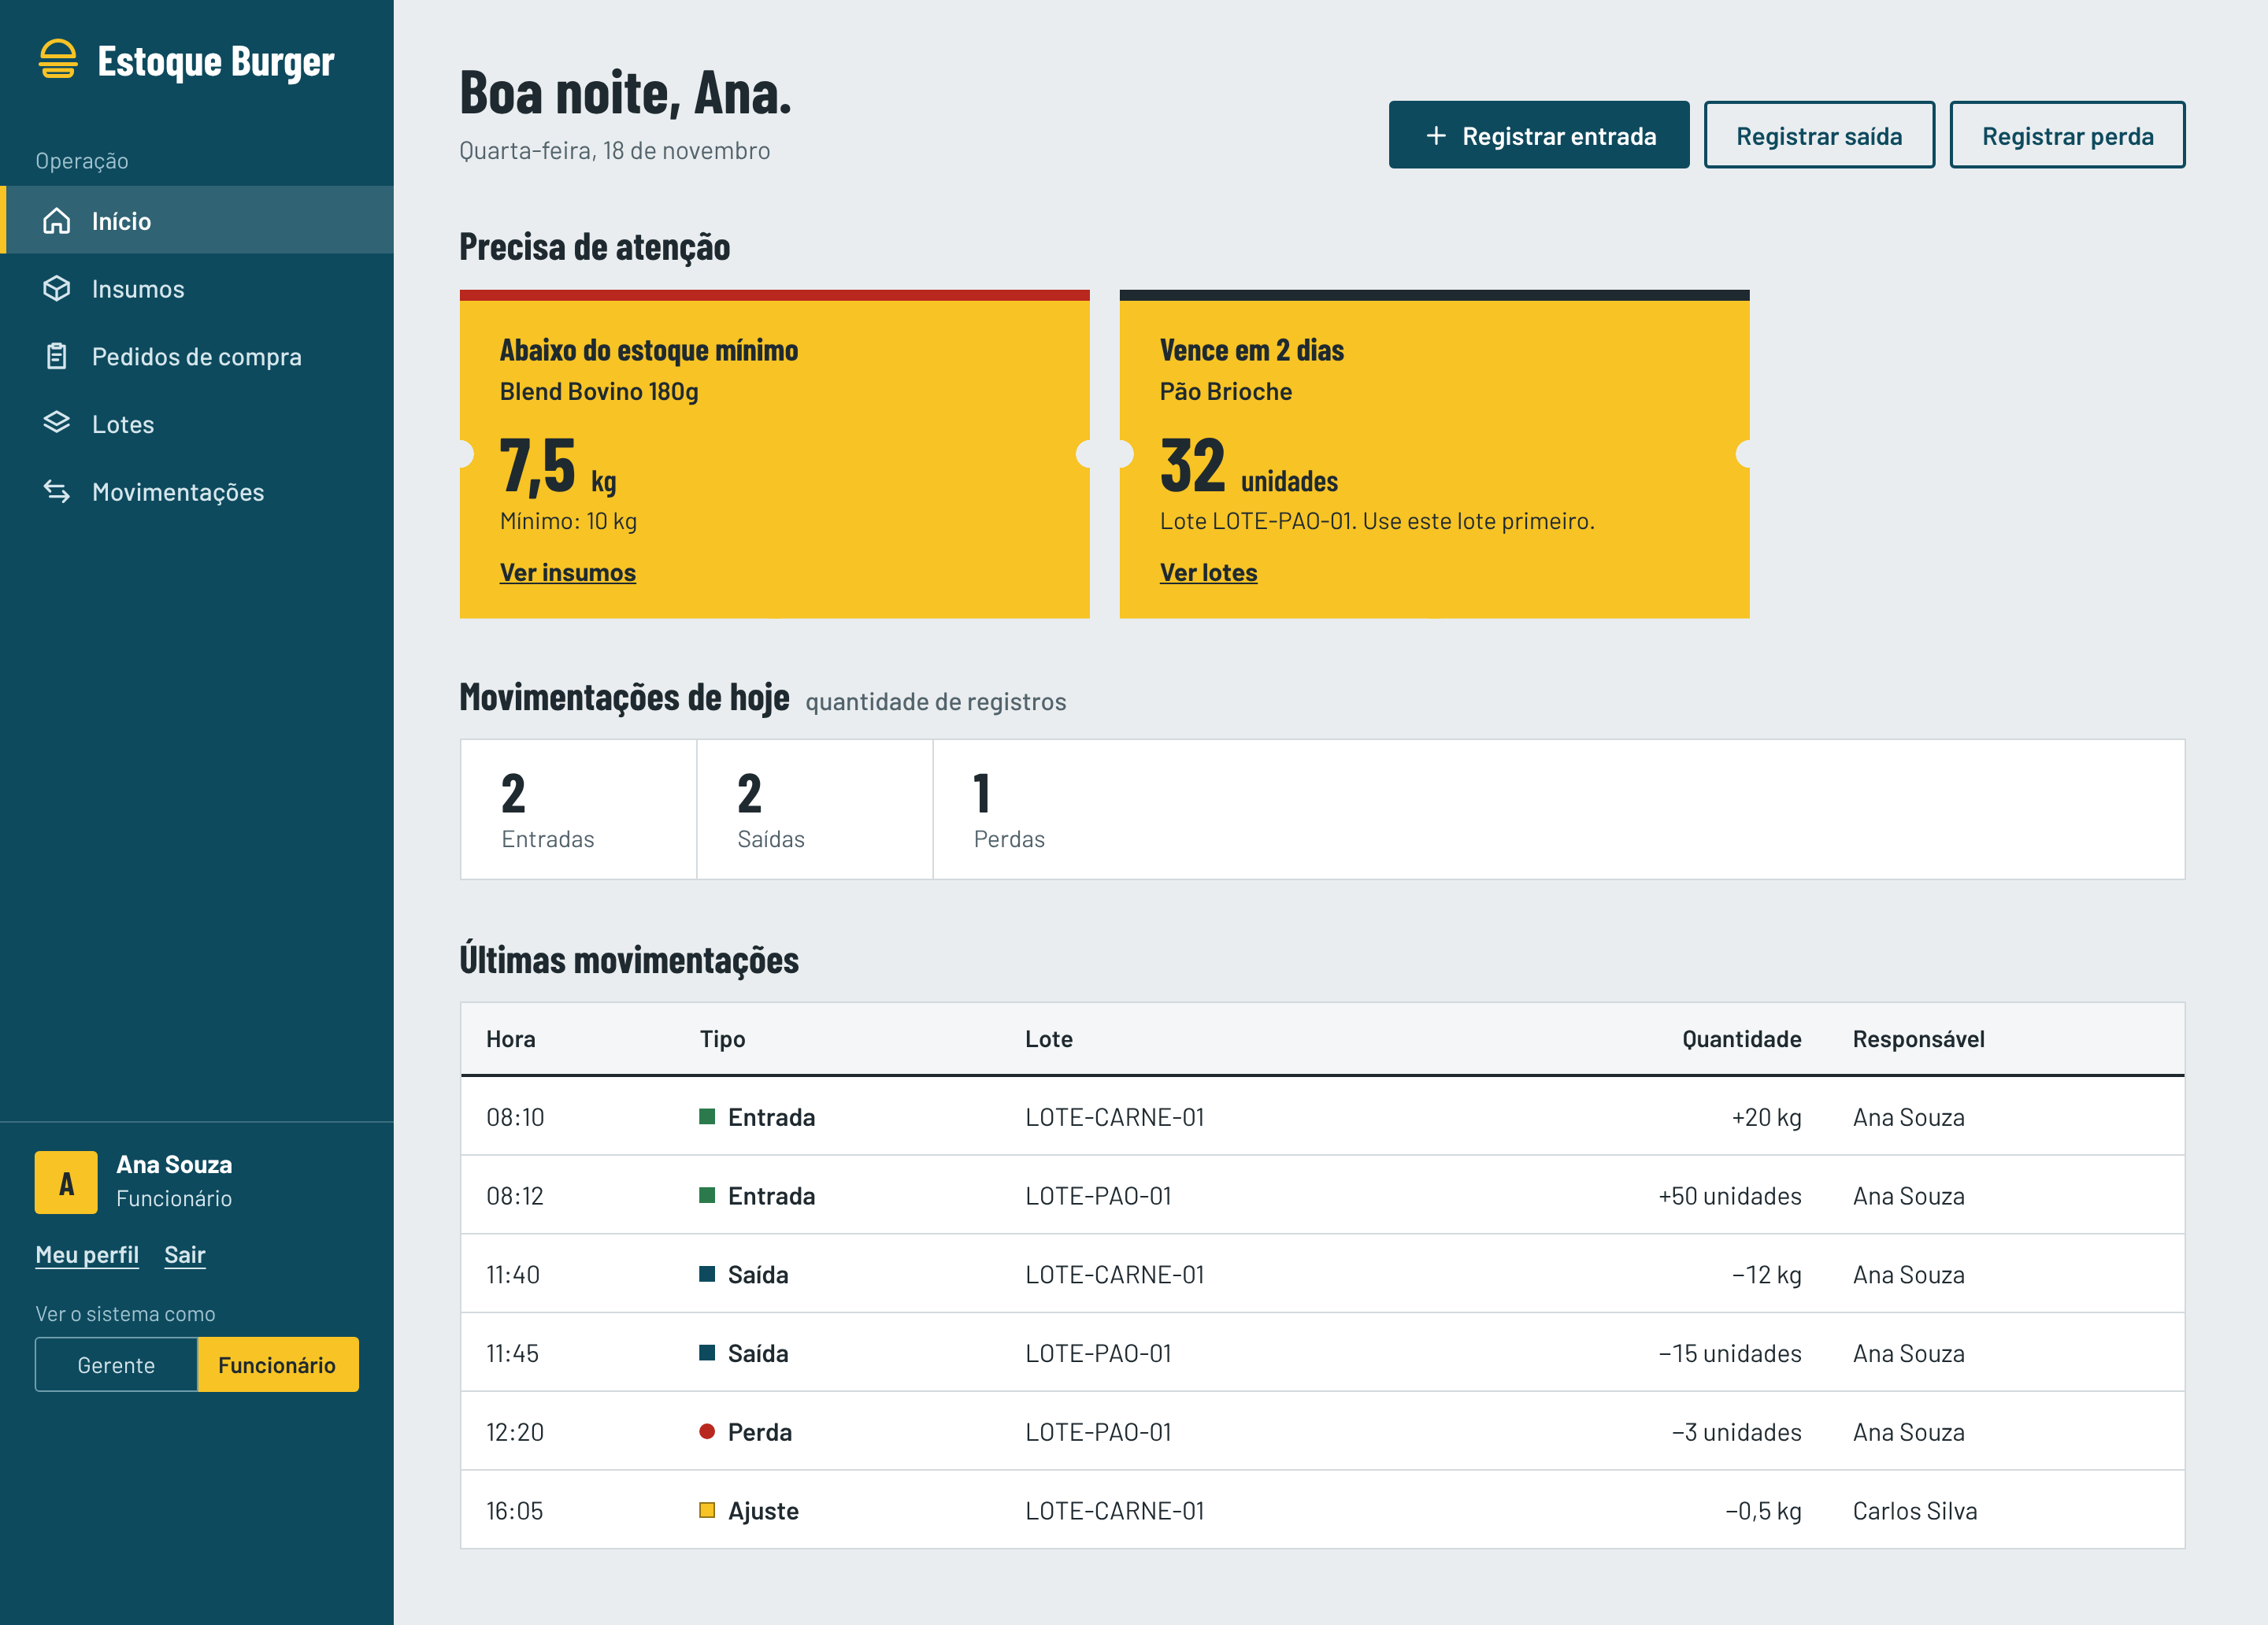 Estoque Burger
Operação
Início
Insumos
Pedidos de compra
Lotes
Movimentações
A
Ana Souza
Funcionário
Meu perfil Sair
Ver o sistema como
Gerente Funcionário
Boa noite, Ana.
Quarta-feira, 18 de novembro
+ Registrar entrada Registrar saída Registrar perda
Precisa de atenção
Abaixo do estoque mínimo
Blend Bovino 180g
7,5 kg
Mínimo: 10 kg
Ver insumos
Vence em 2 dias
Pão Brioche
32 unidades
Lote LOTE-PAO-01. Use este lote primeiro.
Ver lotes
Movimentações de hoje quantidade de registros
2
Entradas
2
Saídas
1
Perdas
Últimas movimentações
Hora Tipo Lote Quantidade Responsável
08:10 Entrada LOTE-CARNE-01 +20 kg Ana Souza
08:12 Entrada LOTE-PAO-01 +50 unidades Ana Souza
11:40 Saída LOTE-CARNE-01 −12 kg Ana Souza
11:45 Saída LOTE-PAO-01 −15 unidades Ana Souza
12:20 Perda LOTE-PAO-01 −3 unidades Ana Souza
16:05 Ajuste LOTE-CARNE-01 −0,5 kg Carlos Silva